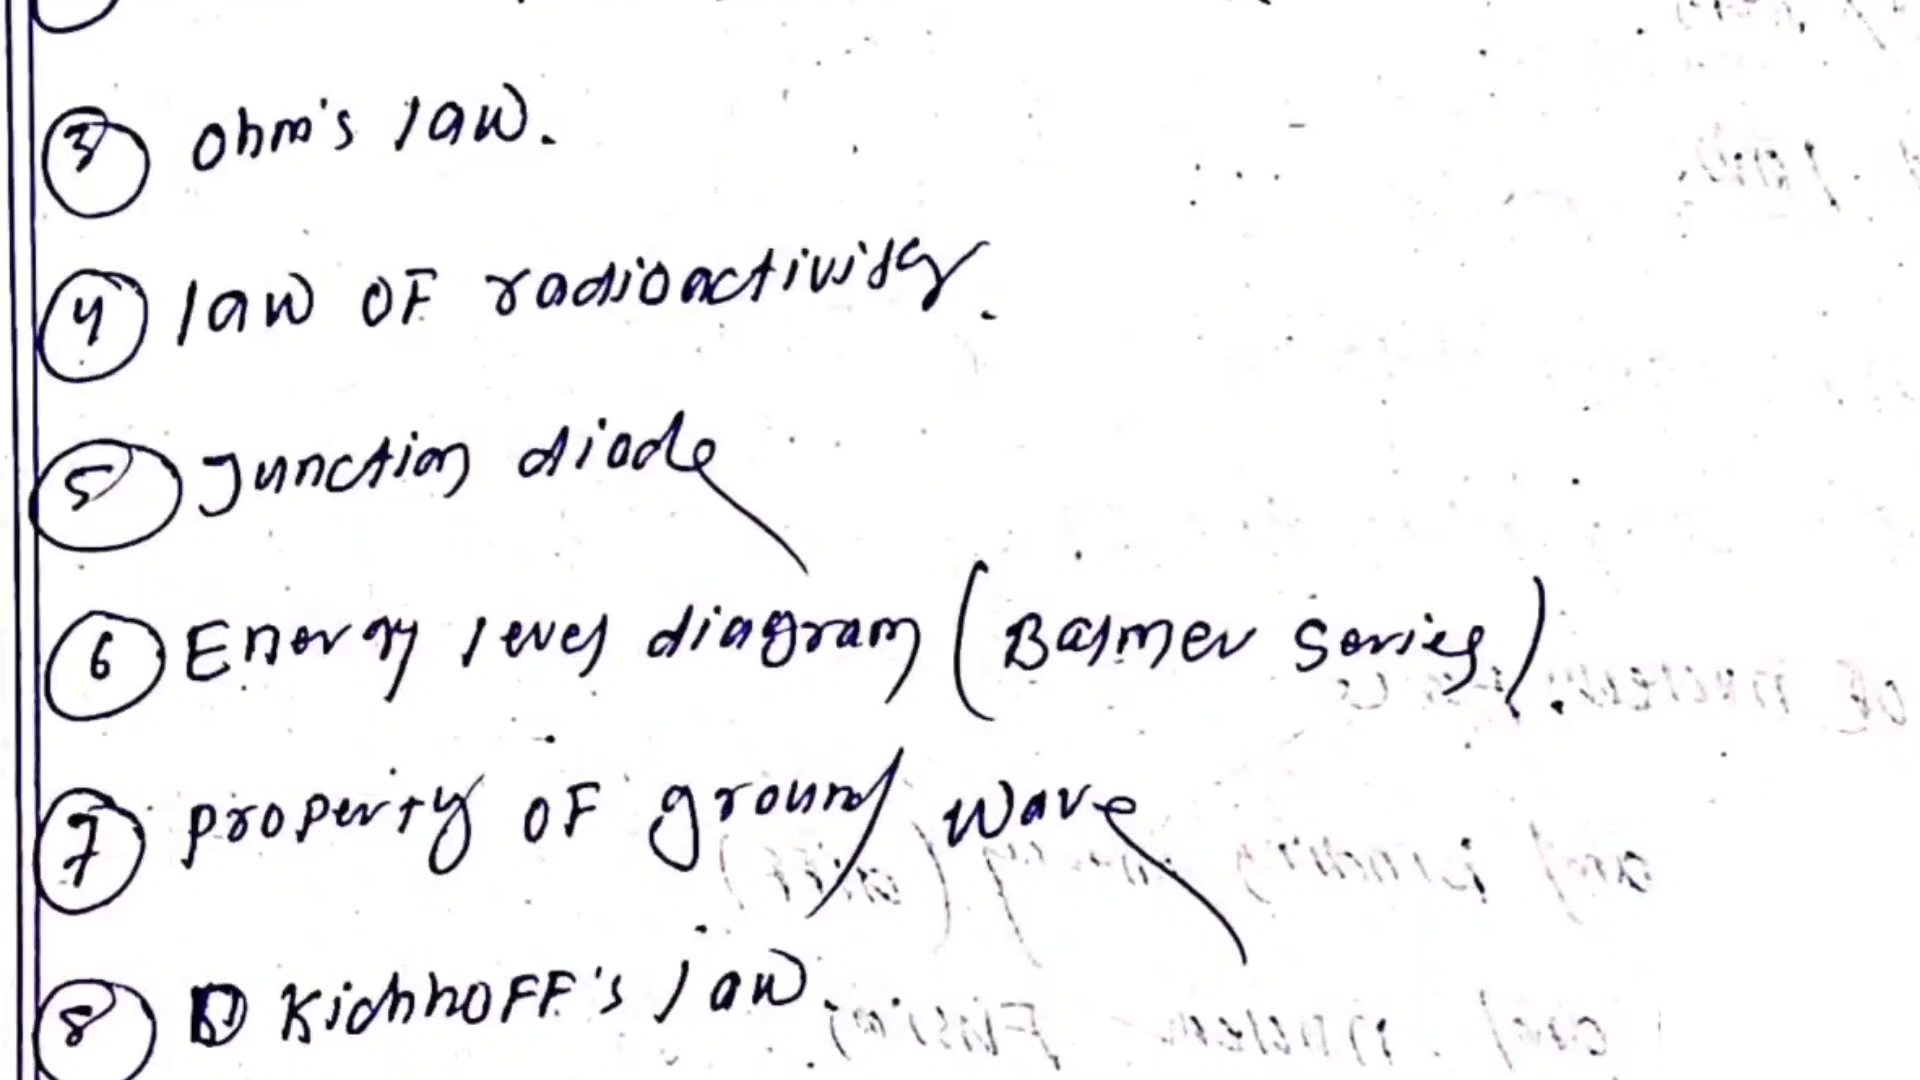 3 ohm's law.
4 law OF radioactivity.
5 Junction diode
6 Energy level diagram (Balmer Series).
7 property OF ground wave
8 KichhoFF's law.